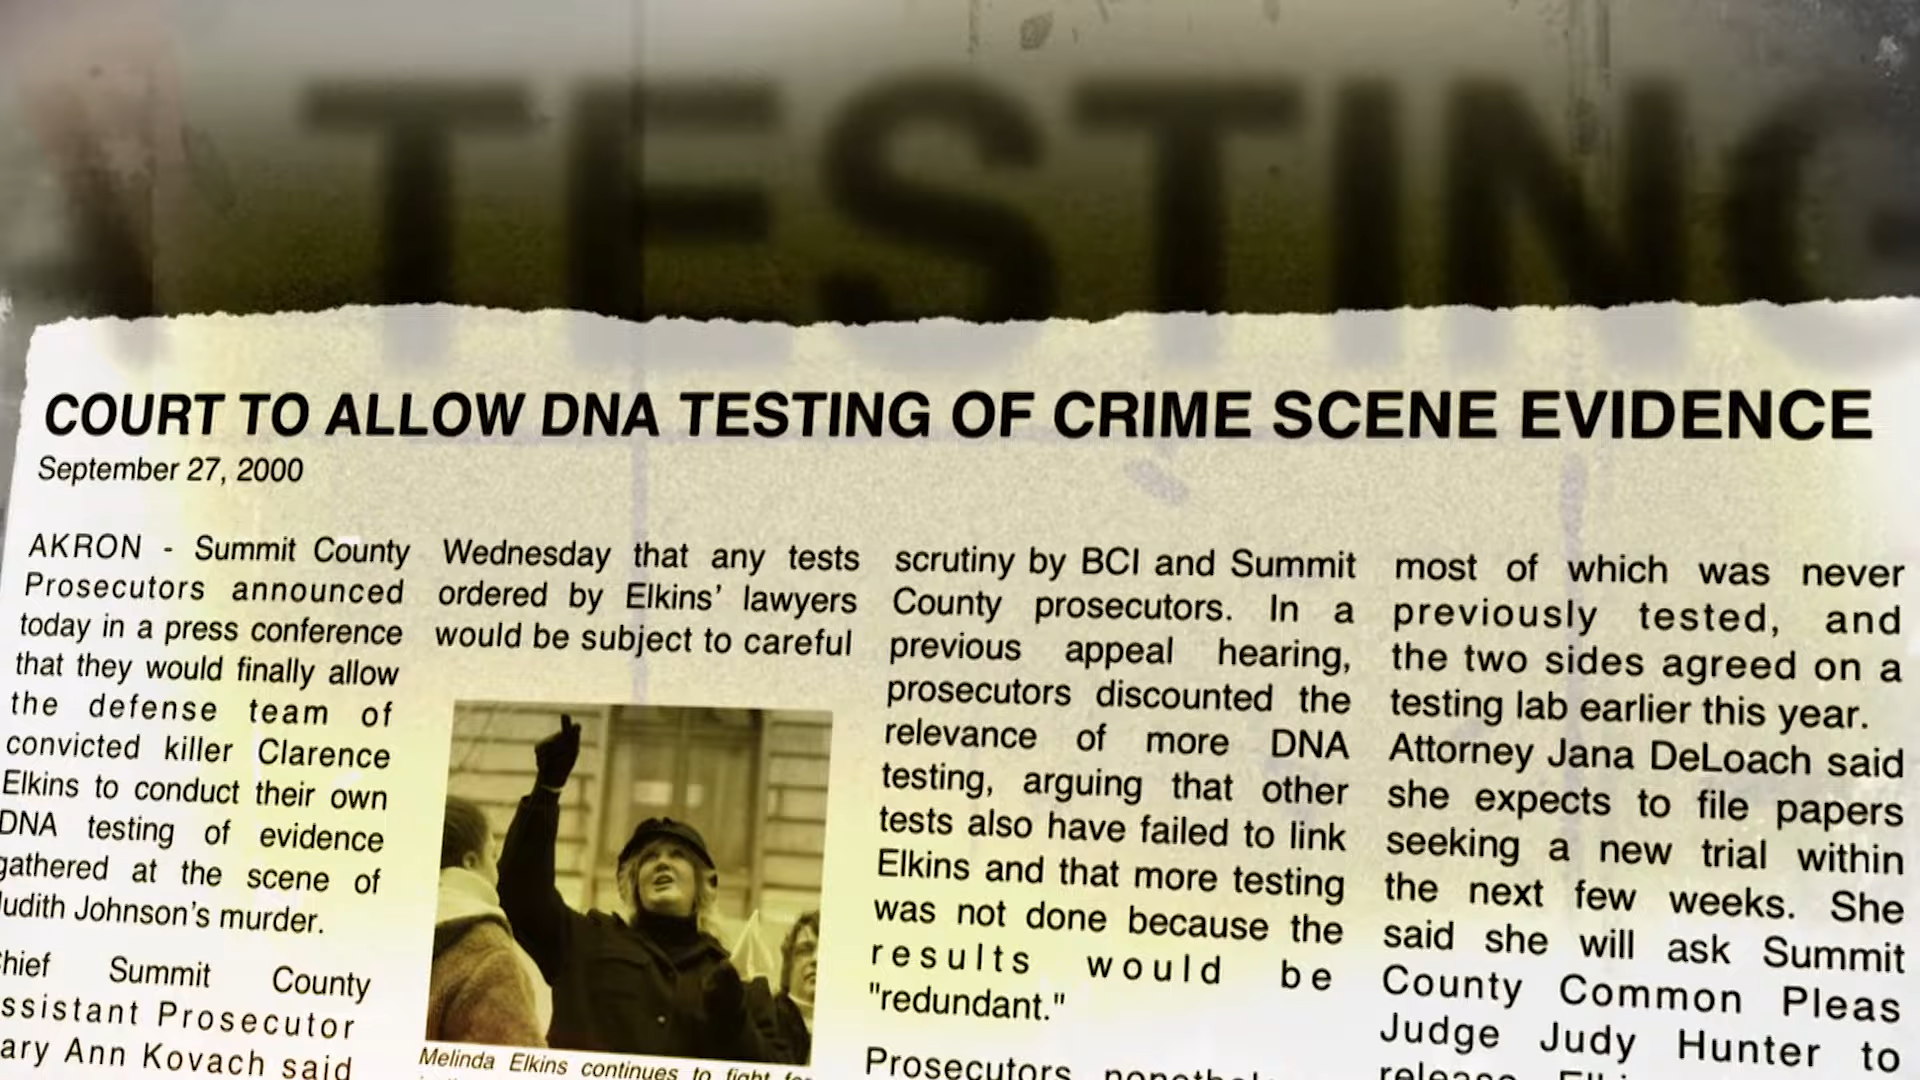 TESTING
COURT TO ALLOW DNA TESTING OF CRIME SCENE EVIDENCE
September 27, 2000
AKRON - Summit County
Prosecutors announced
today in a press conference
that they would finally allow
the defense team of
convicted killer Clarence
Elkins to conduct their own
DNA testing of evidence
gathered at the scene of
Judith Johnson's murder.
Chief Summit County
Assistant Prosecutor
Mary Ann Kovach said
Wednesday that any tests
ordered by Elkins' lawyers
would be subject to careful
Melinda Elkins continues to fight for
scrutiny by BCI and Summit
County prosecutors. In a
previous appeal hearing,
prosecutors discounted the
relevance of more DNA
testing, arguing that other
tests also have failed to link
Elkins and that more testing
was not done because the
results would be
"redundant."
Prosecutors
most of which was never
previously tested, and
the two sides agreed on a
testing lab earlier this year.
Attorney Jana DeLoach said
she expects to file papers
seeking a new trial within
the next few weeks. She
said she will ask Summit
County Common Pleas
Judge Judy Hunter to
release